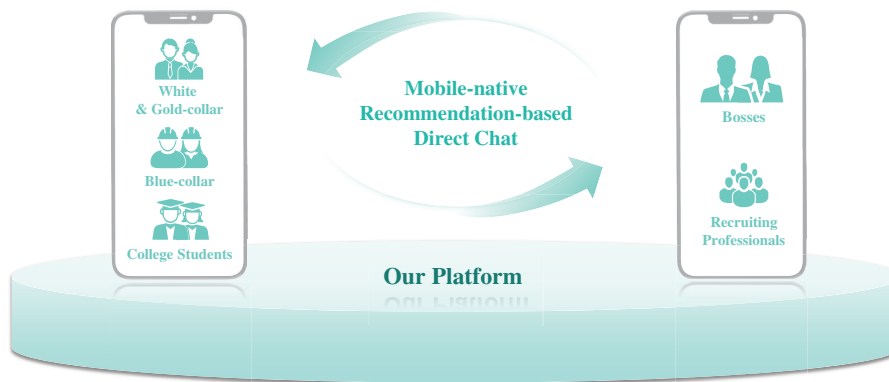 White
& Gold-collar
Blue-collar
College Students
Mobile-native
Recommendation-based
Direct Chat
Bosses
Recruiting
Professionals
Our Platform